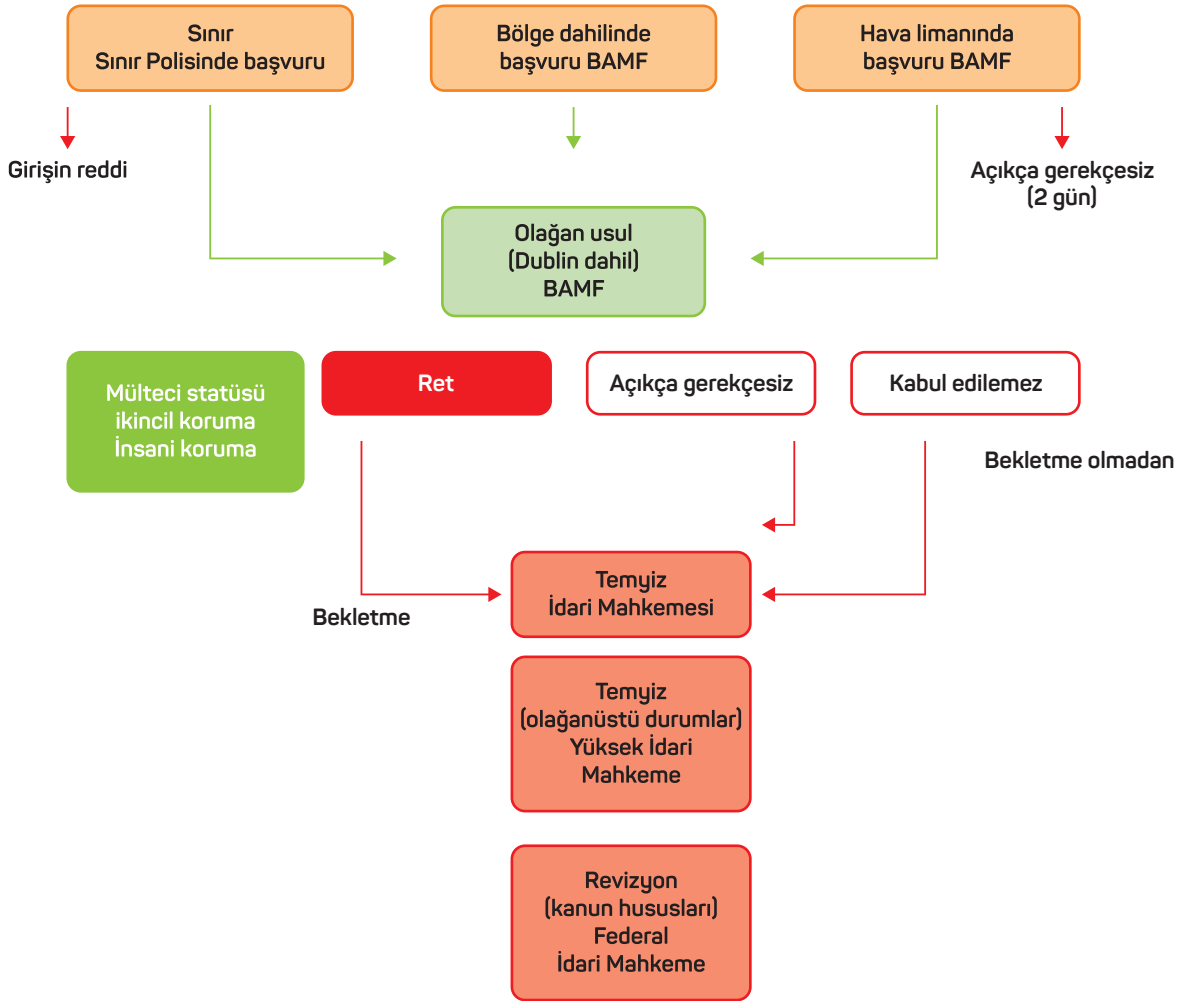 Sınır
Sınır Polisinde başvuru
Bölge dahilinde
başvuru BAMF
Hava limanında
başvuru BAMF
Girişin reddi
Açıkça gerekçesiz
(2 gün)
Olağan usul
(Dublin dahil)
BAMF
Mülteci statüsü
ikincil koruma
İnsani koruma
Ret
Açıkça gerekçesiz
Kabul edilemez
Bekletme olmadan
Bekletme
Temyiz
İdari Mahkemesi
Temyiz
(olağanüstü durumlar)
Yüksek İdari
Mahkeme
Revizyon
(kanun hususları)
Federal
İdari Mahkeme